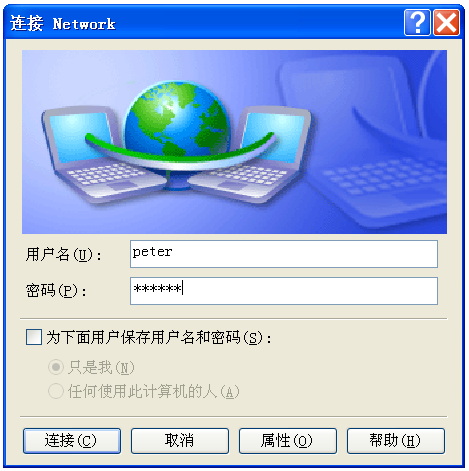 连接 Network
用户名(U):
peter
密码(P):
******
为下面用户保存用户名和密码(S):
只是我(N)
任何使用此计算机的人(A)
连接(C) 取消 属性(O) 帮助(H)